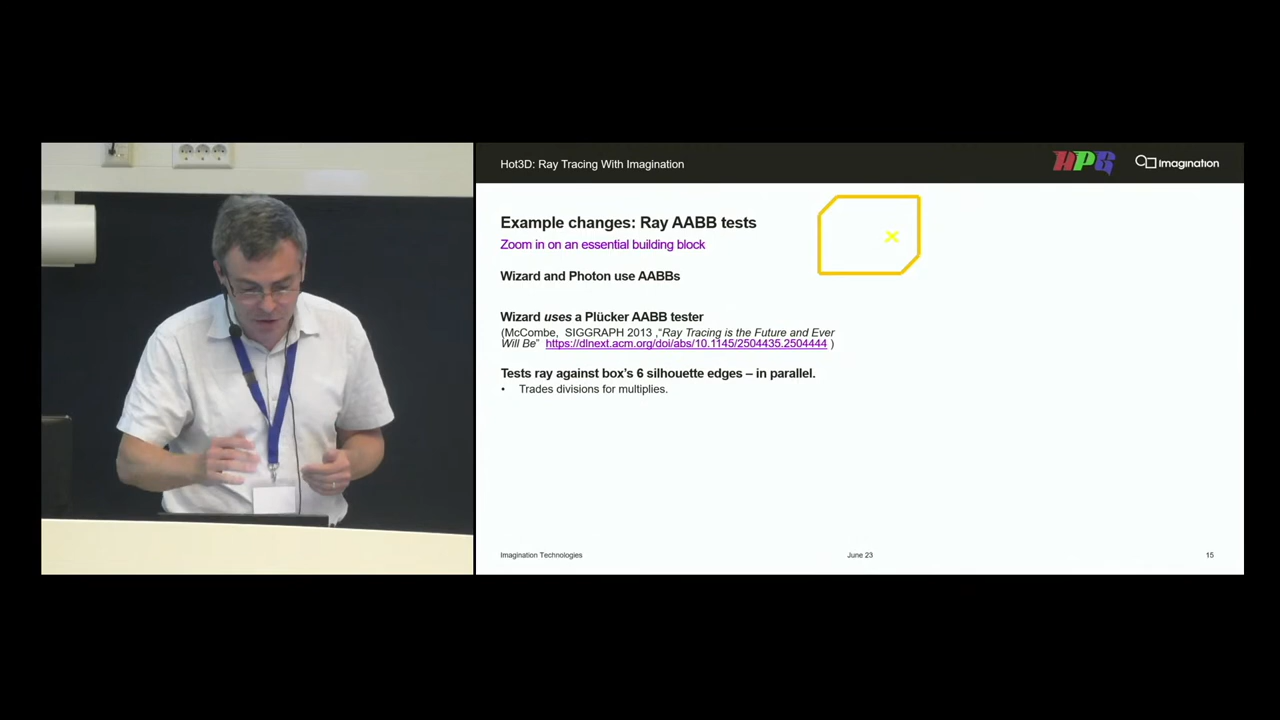 Hot3D: Ray Tracing With Imagination
HPG
Imagination
Example changes: Ray AABB tests
Zoom in on an essential building block
Wizard and Photon use AABBs
Wizard uses a Plücker AABB tester
(McCombe, SIGGRAPH 2013 ,"Ray Tracing is the Future and Ever
Will Be" https://dlnext.acm.org/doi/abs/10.1145/2504435.2504444 )
Tests ray against box's 6 silhouette edges – in parallel.
• Trades divisions for multiplies.
Imagination Technologies
June 23
15